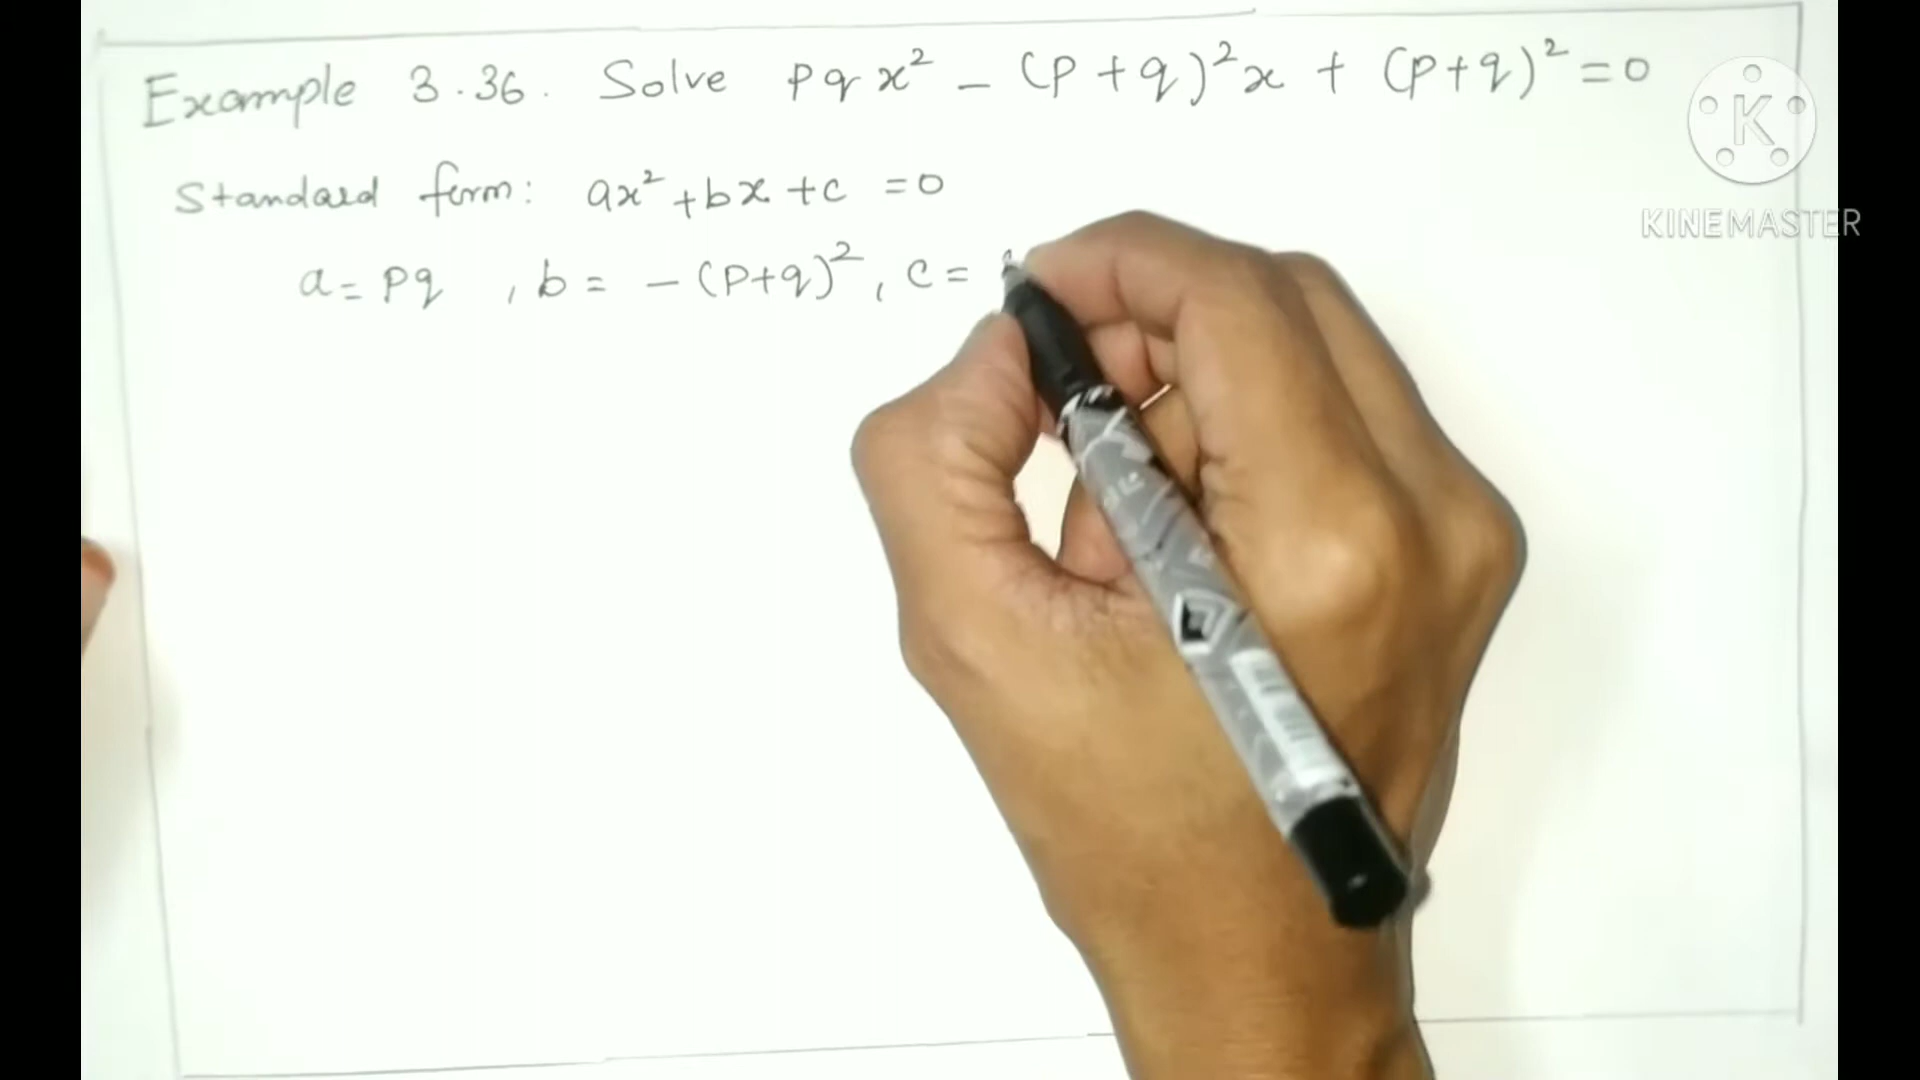 Example 3.36. Solve pqx² - (p+q)²x + (p+q)² = 0
K
KINEMASTER
Standard form: ax² + bx + c = 0
a = pq , b = - (p+q)² , c =